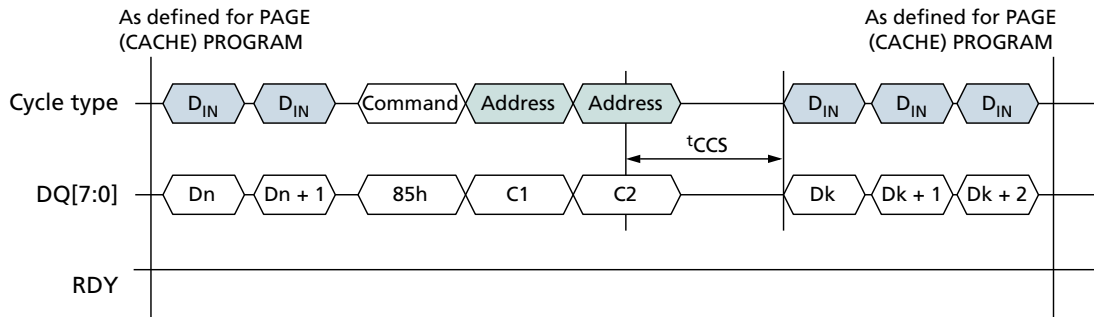 As defined for PAGE
(CACHE) PROGRAM
As defined for PAGE
(CACHE) PROGRAM
Cycle type
DIN
DIN
Command
Address
Address
DIN
DIN
DIN
tCCS
DQ[7:0]
Dn
Dn + 1
85h
C1
C2
Dk
Dk + 1
Dk + 2
RDY